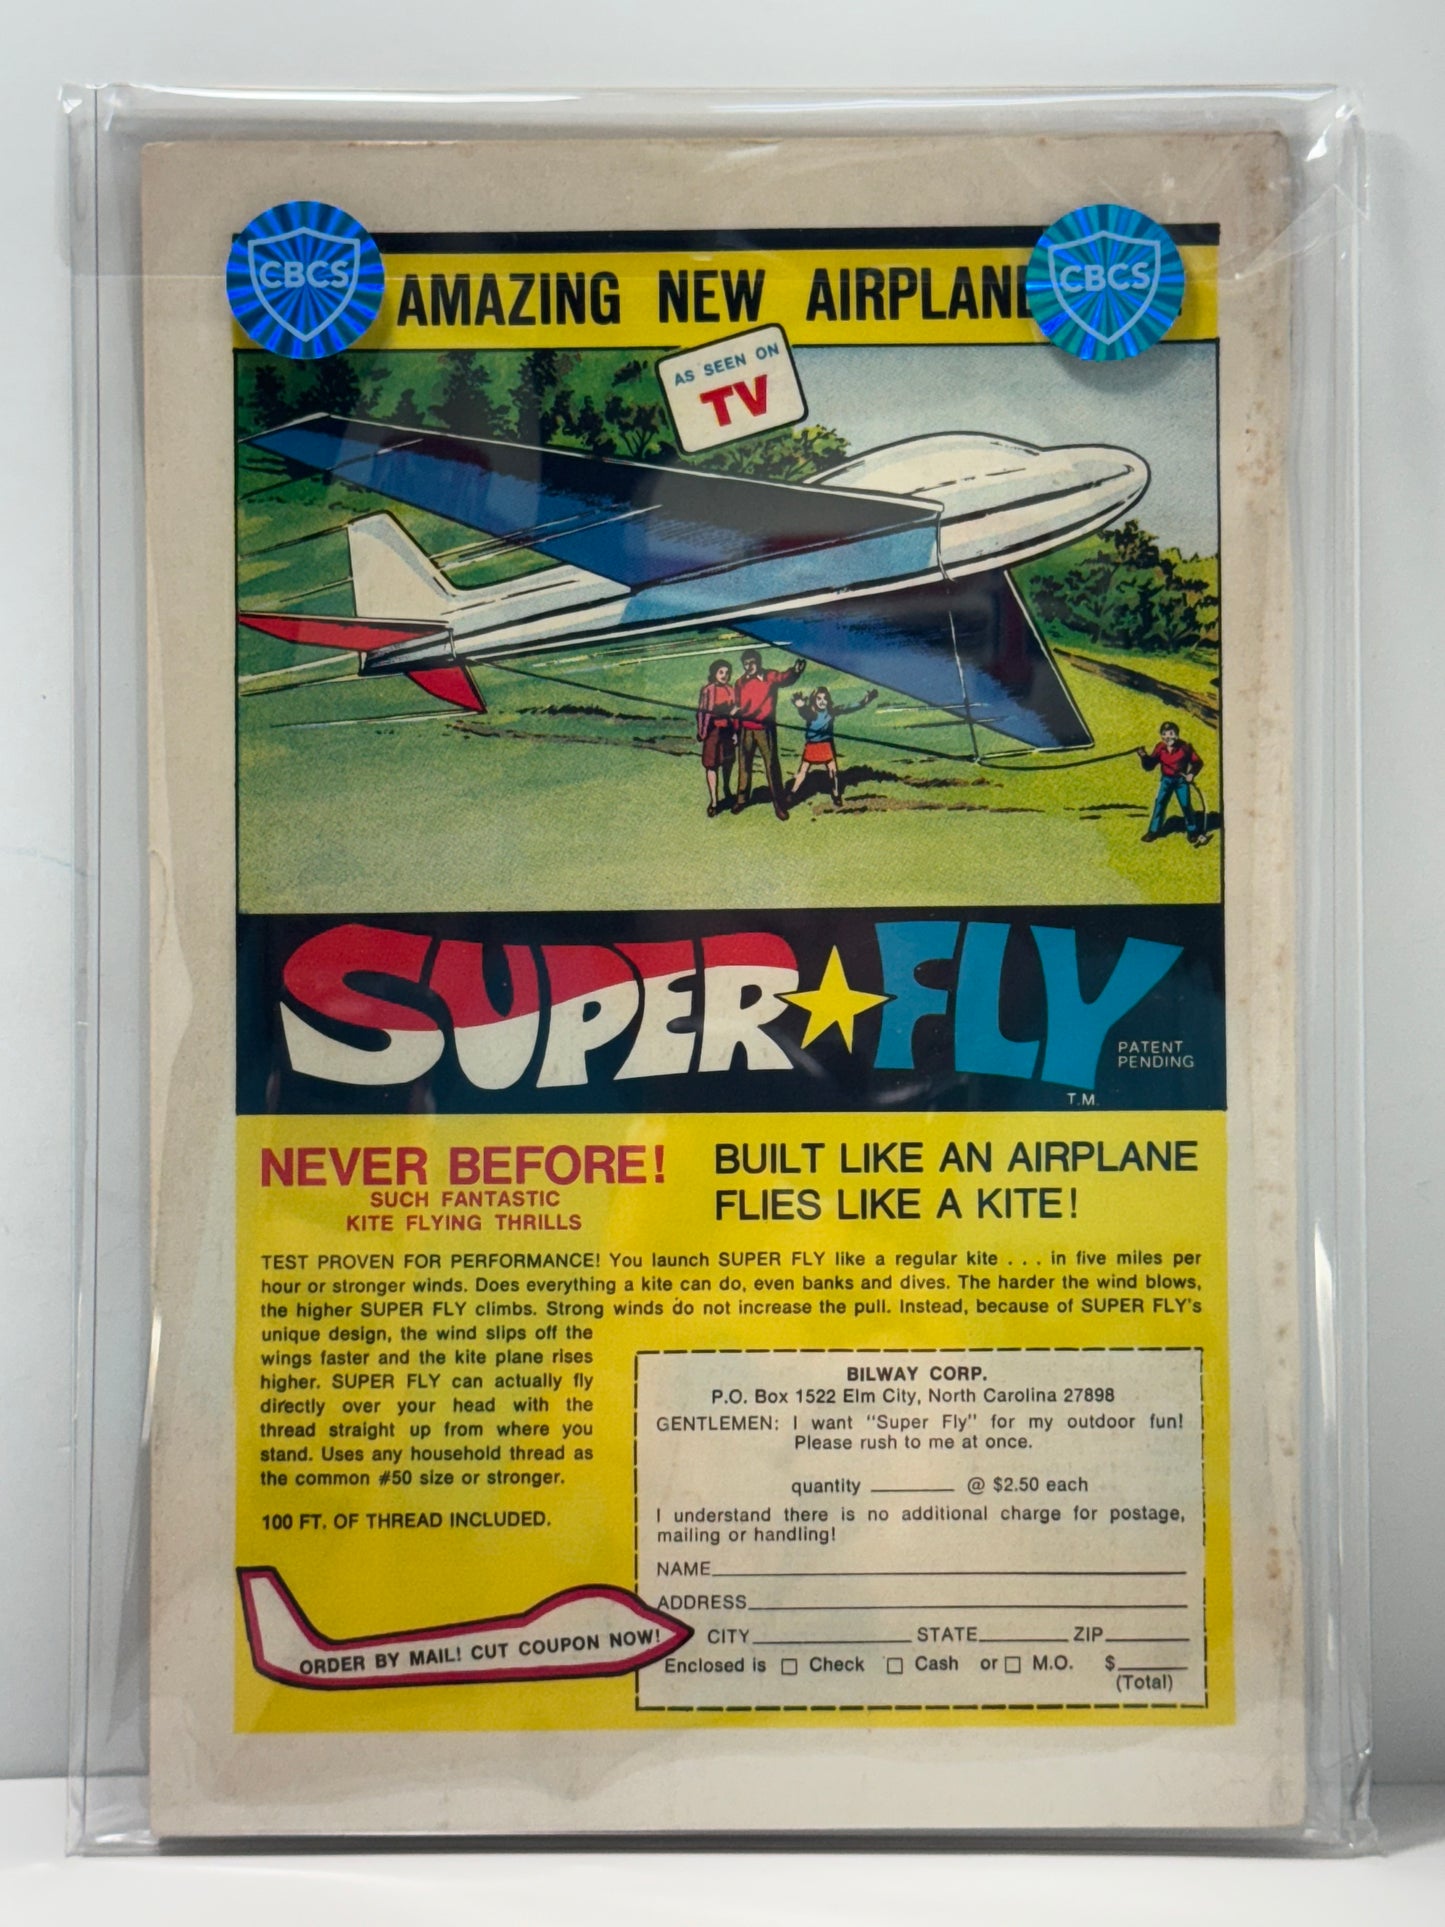 CBCS
CBCS
AMAZING NEW AIRPLANE
AS SEEN ON
TV
SUPER FLY
PATENT
PENDING
T.M.
NEVER BEFORE!
SUCH FANTASTIC
KITE FLYING THRILLS
BUILT LIKE AN AIRPLANE
FLIES LIKE A KITE!
TEST PROVEN FOR PERFORMANCE! You launch SUPER FLY like a regular kite . . . in five miles per
hour or stronger winds. Does everything a kite can do, even banks and dives. The harder the wind blows,
the higher SUPER FLY climbs. Strong winds do not increase the pull. Instead, because of SUPER FLY's
unique design, the wind slips off the
wings faster and the kite plane rises
higher. SUPER FLY can actually fly
directly over your head with the
thread straight up from where you
stand. Uses any household thread as
the common #50 size or stronger.
100 FT. OF THREAD INCLUDED.
ORDER BY MAIL! CUT COUPON NOW!
BILWAY CORP.
P.O. Box 1522 Elm City, North Carolina 27898
GENTLEMEN: I want "Super Fly" for my outdoor fun!
Please rush to me at once.
quantity ________ @ $2.50 each
I understand there is no additional charge for postage,
mailing or handling!
NAME
ADDRESS
CITY STATE ZIP
Enclosed is □ Check □ Cash or □ M.O. $
(Total)